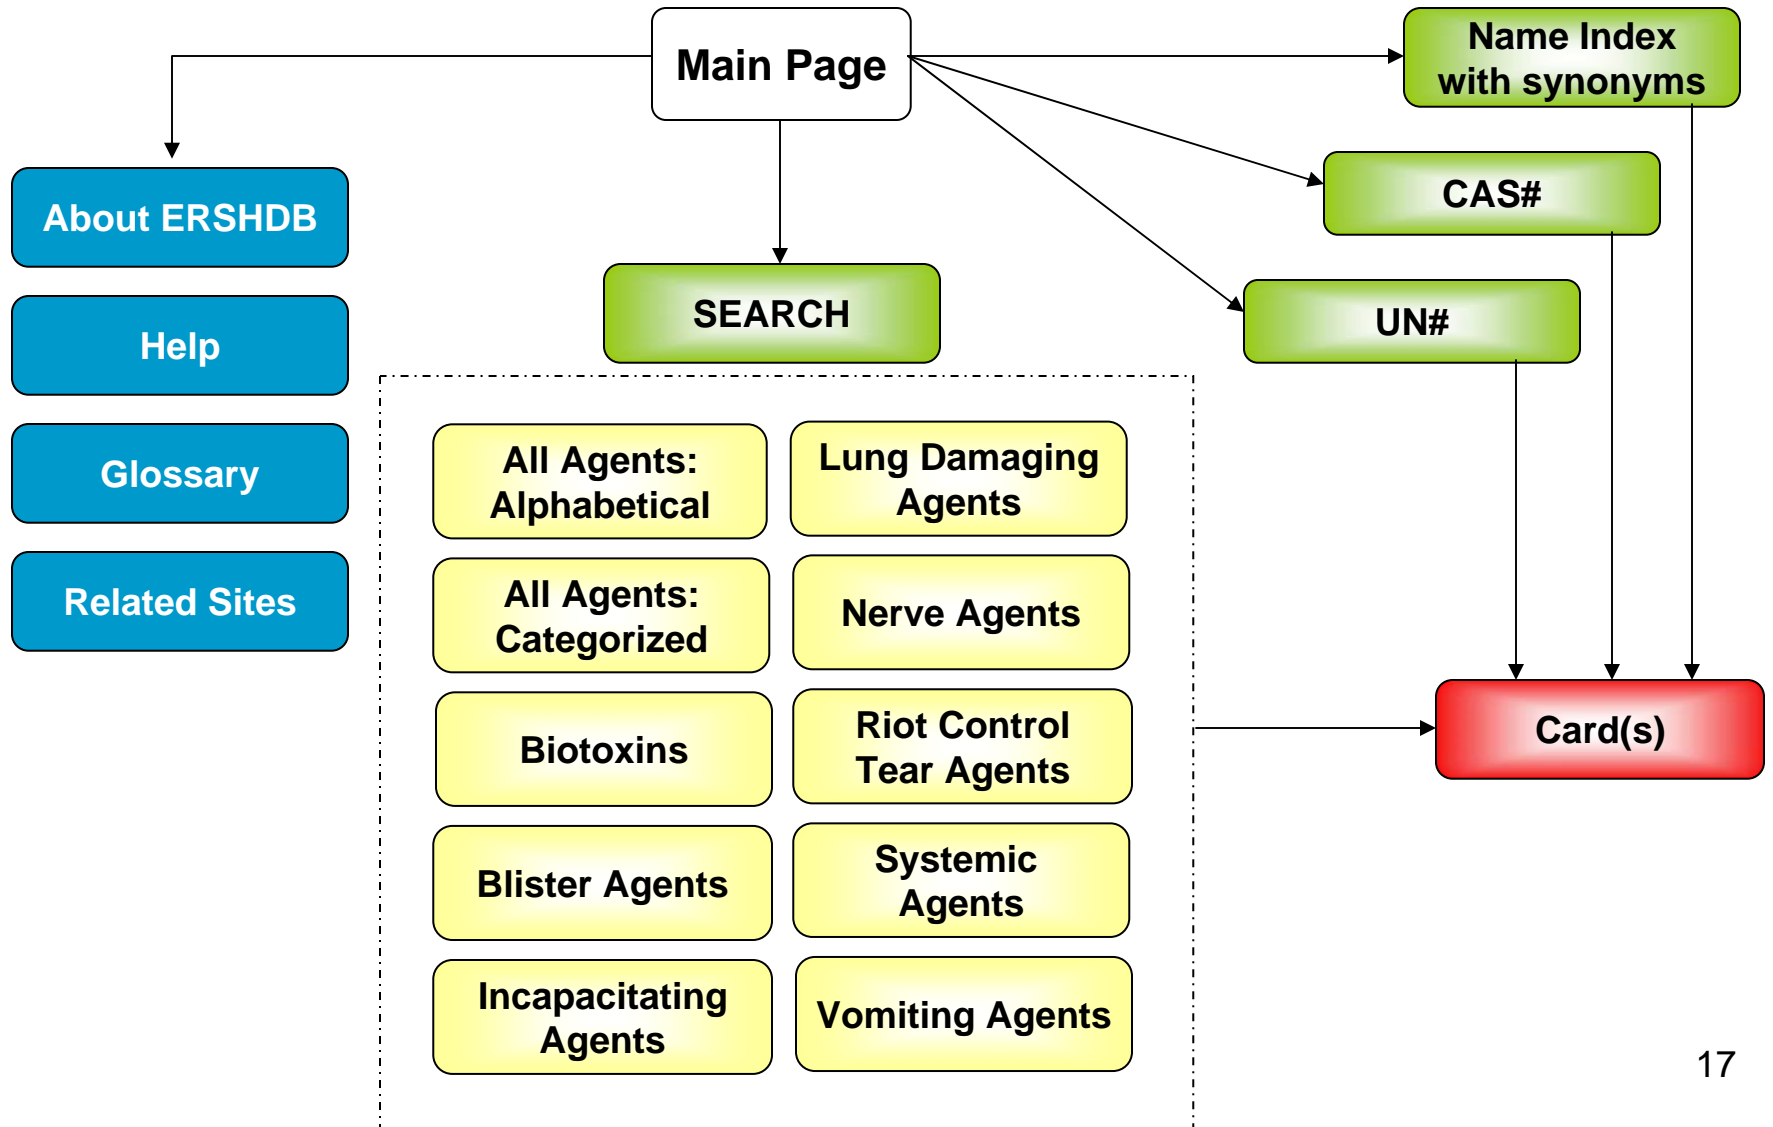 Main Page
Name Index
with synonyms
About ERSHDB
CAS#
SEARCH
UN#
Help
Glossary
Related Sites
All Agents:
Alphabetical
Lung Damaging
Agents
All Agents:
Categorized
Nerve Agents
Biotoxins
Riot Control
Tear Agents
Card(s)
Blister Agents
Systemic
Agents
Incapacitating
Agents
Vomiting Agents
17